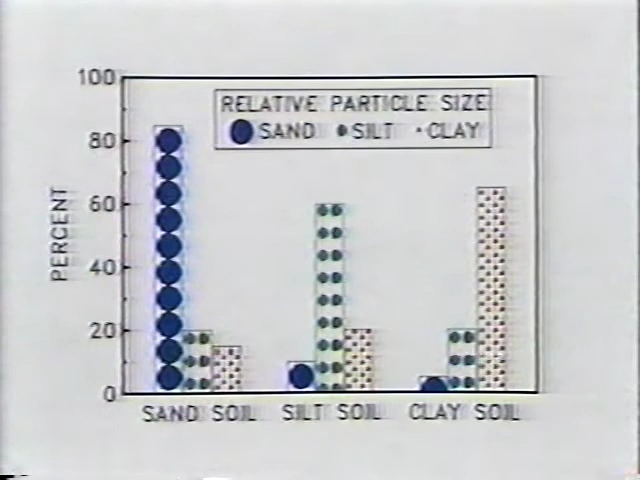 100
80
60
40
20
0
PERCENT
RELATIVE PARTICLE SIZE
SAND SILT CLAY
SAND SOIL SILT SOIL CLAY SOIL